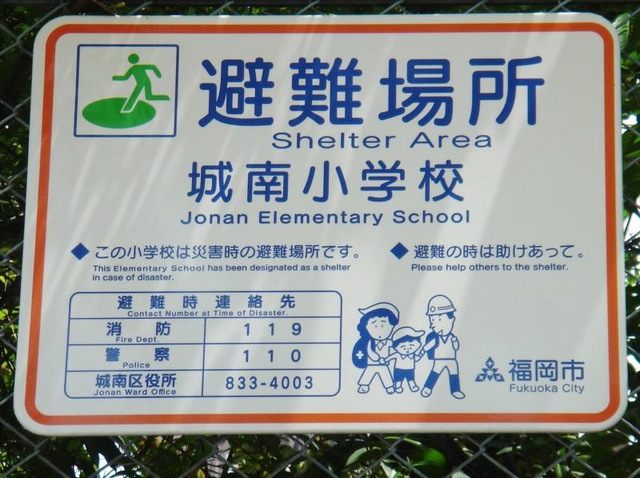 避難場所
Shelter Area
城南小学校
Jonan Elementary School
◆ この小学校は災害時の避難場所です。
This Elementary School has been designated as a shelter
in case of disaster.
◆ 避難の時は助けあって。
Please help others to the shelter.
避難時連絡先
Contact Number at Time of Disaster.
消防 119
Fire Dept.
警察 110
Police
城南区役所 833-4003
Jonan Ward Office
福岡市
Fukuoka City